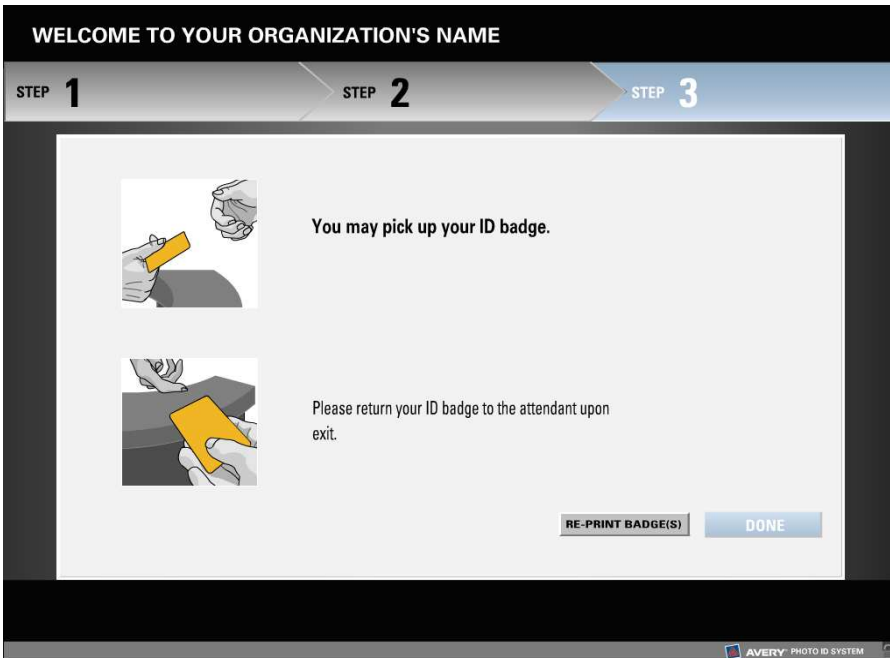 WELCOME TO YOUR ORGANIZATION'S NAME
STEP 1
STEP 2
STEP 3
You may pick up your ID badge.
Please return your ID badge to the attendant upon
exit.
RE-PRINT BADGE(S)
DONE
AVERY PHOTO ID SYSTEM